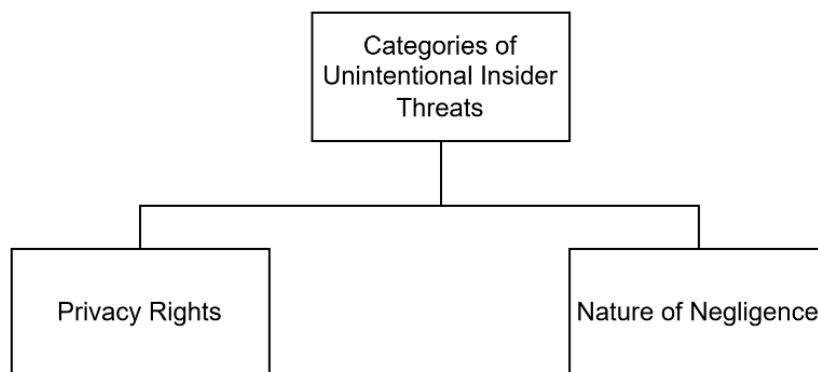 Categories of
Unintentional Insider
Threats
Privacy Rights
Nature of Negligence